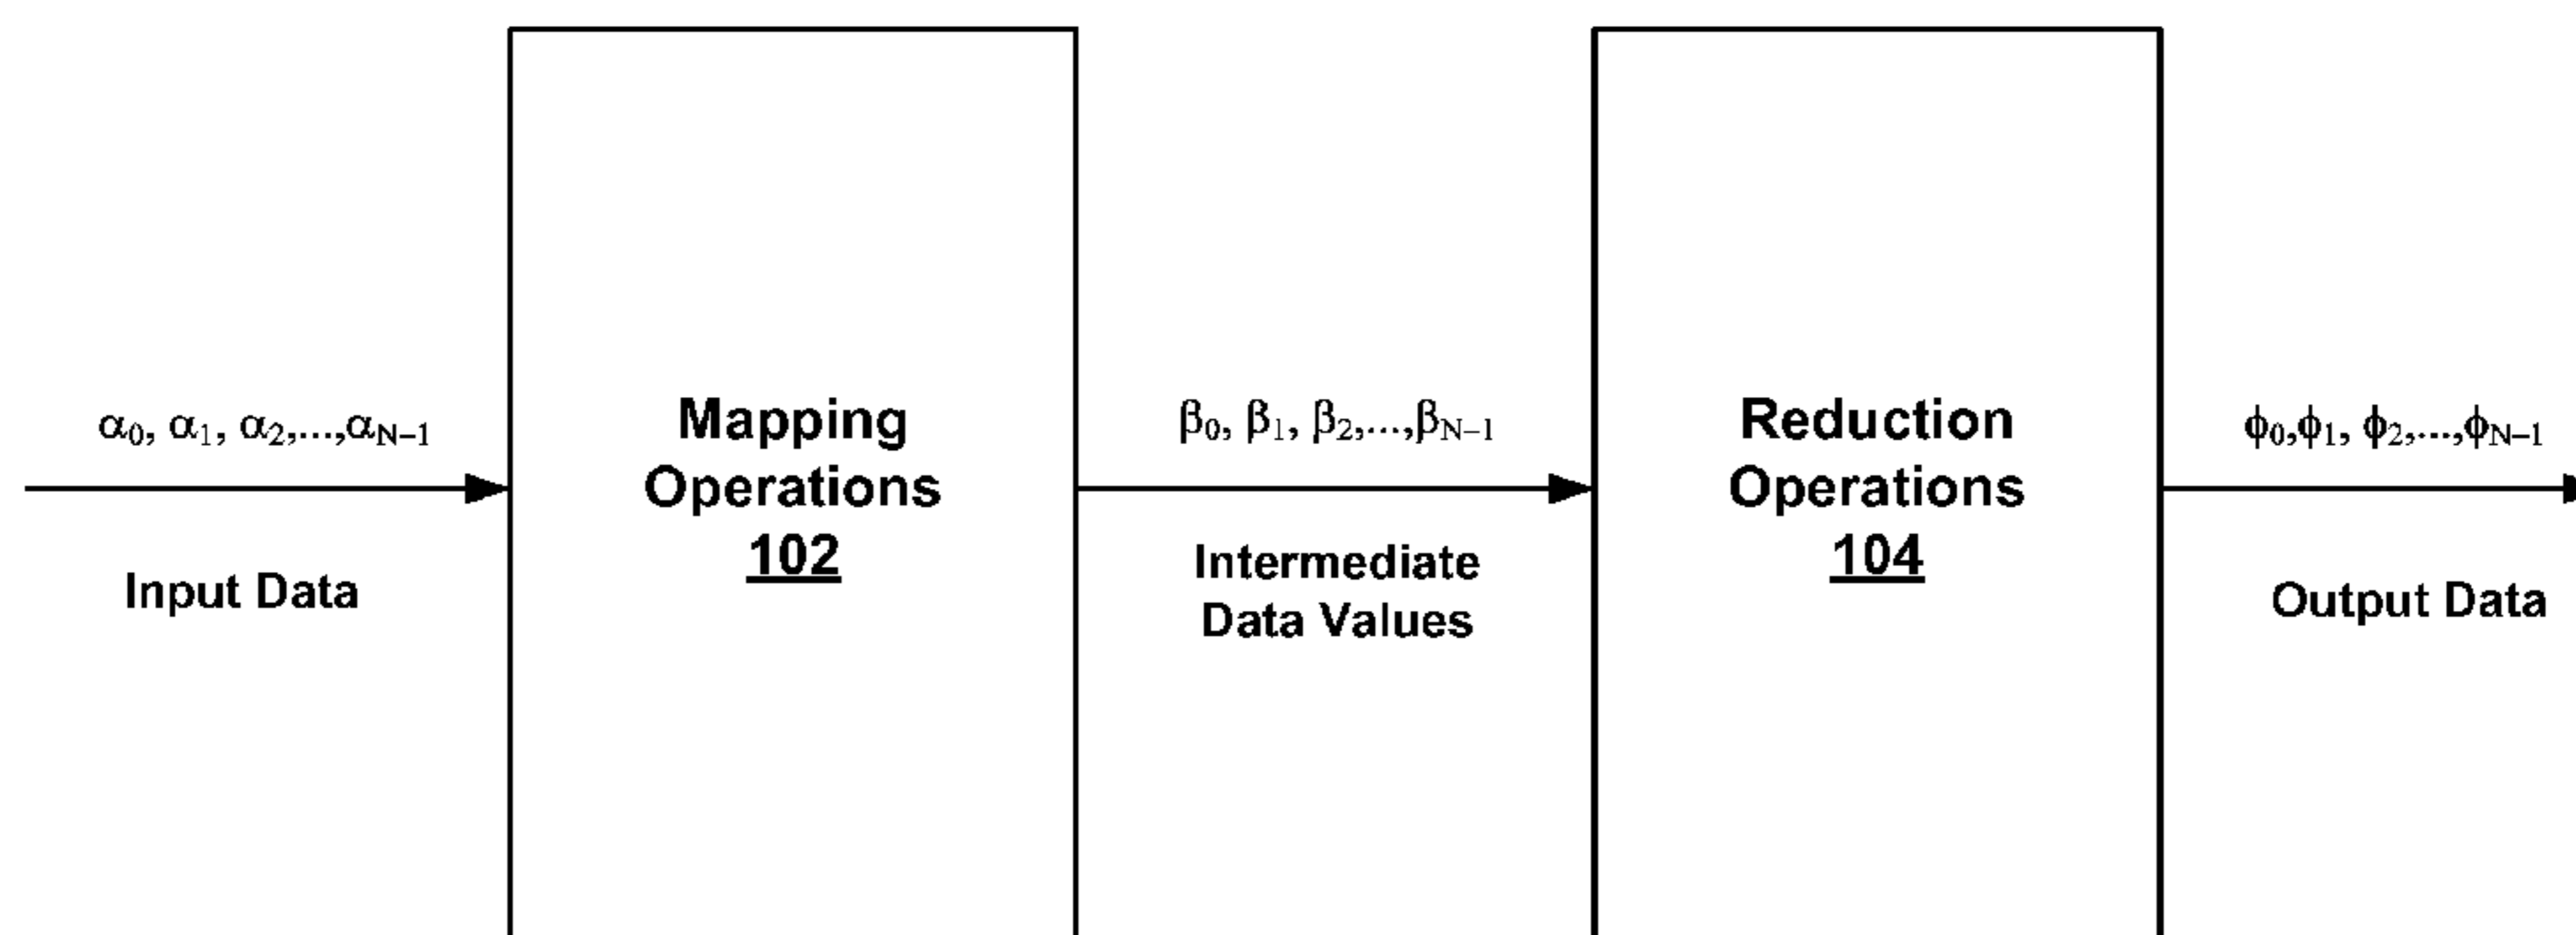 α₀, α₁, α₂,...,αN–1
Input Data
Mapping
Operations
102
β₀, β₁, β₂,...,βN–1
Intermediate
Data Values
Reduction
Operations
104
ϕ₀,ϕ₁, ϕ₂,...,ϕN–1
Output Data